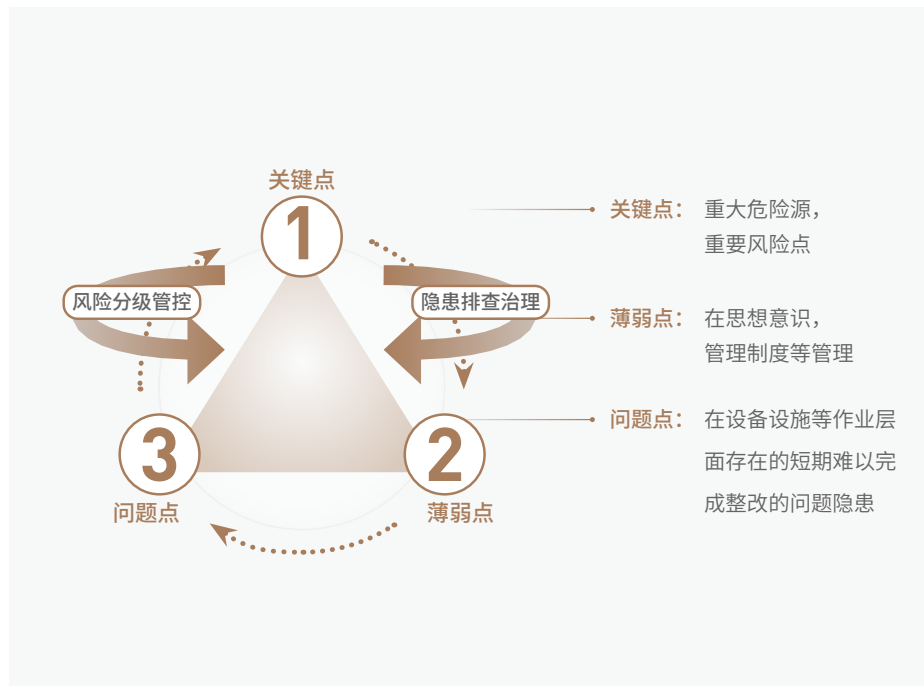 关键点
1
风险分级管控
隐患排查治理
3
2
问题点
薄弱点
关键点： 重大危险源，
重要风险点
薄弱点： 在思想意识，
管理制度等管理
问题点： 在设备设施等作业层
面存在的短期难以完
成整改的问题隐患